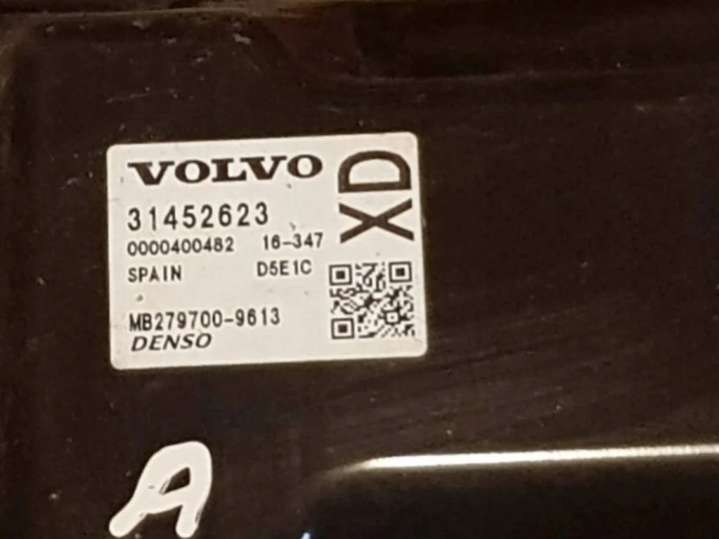 VOLVO
XD
31452623
0000400482 16-347
SPAIN D5E1C
MB279700-9613
DENSO
A